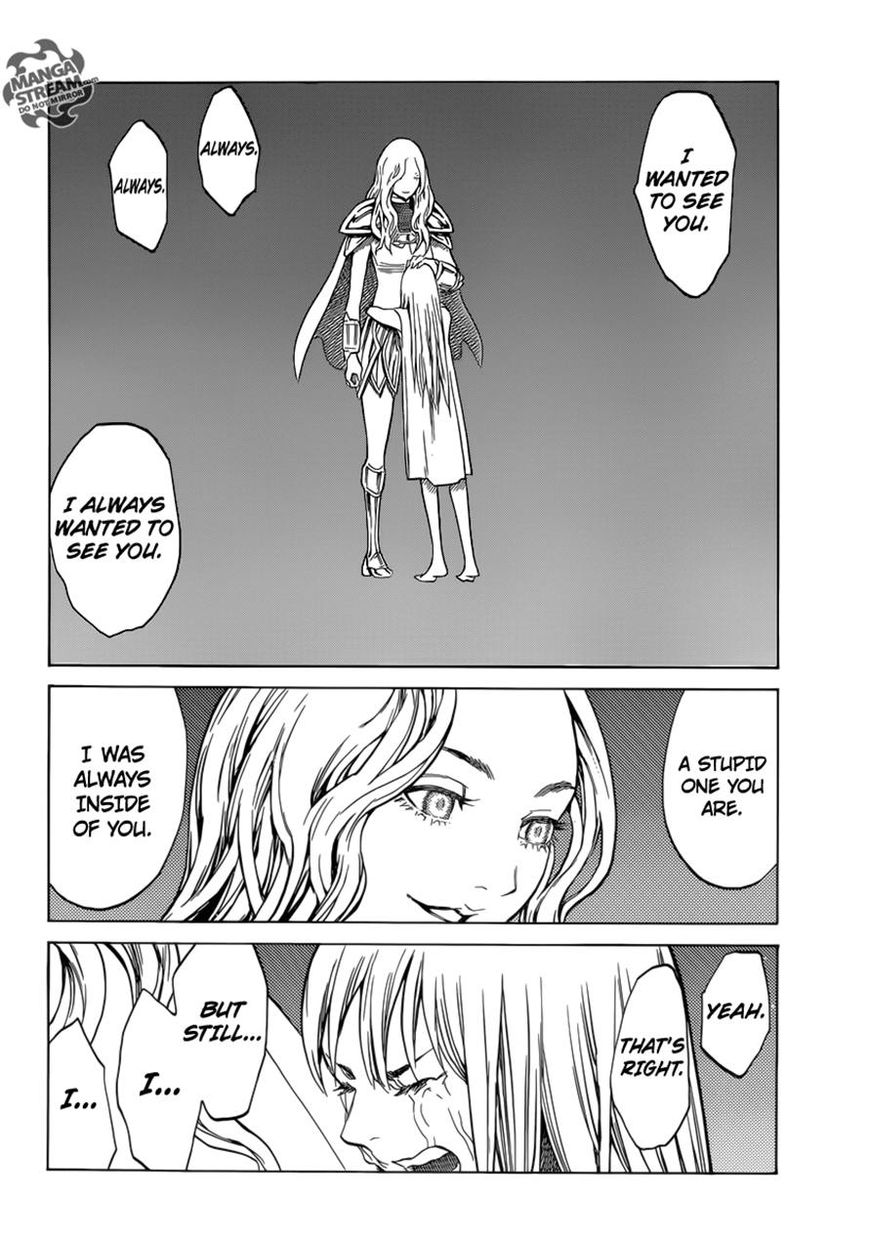 MANGA
STREAM.com
DO NOT MIRROR
I
WANTED
TO SEE
YOU.
ALWAYS.
ALWAYS.
I ALWAYS
WANTED TO
SEE YOU.
A STUPID
ONE YOU
ARE.
I WAS
ALWAYS
INSIDE
OF YOU.
YEAH.
THAT'S
RIGHT.
BUT
STILL...
I...
I...